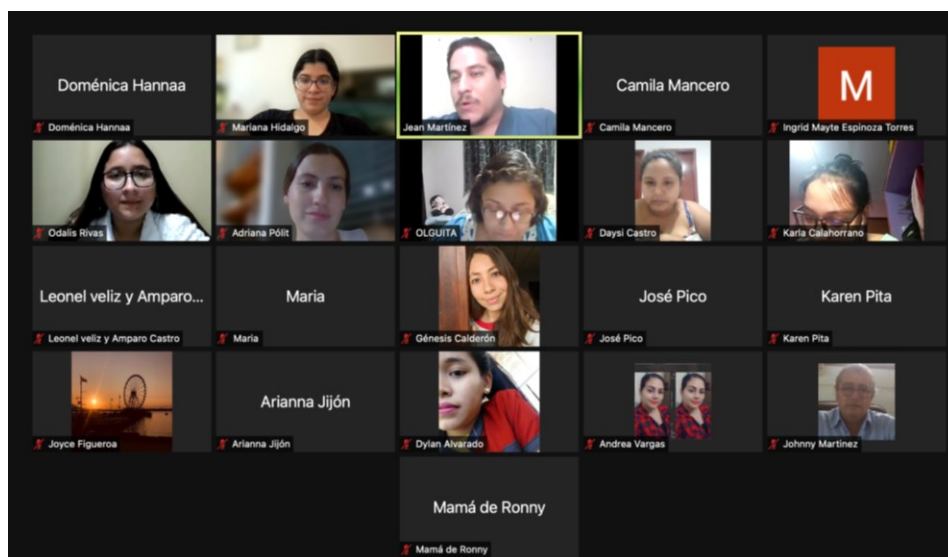 Doménica Hannaa
Doménica Hannaa
Mariana Hidalgo
Jean Martínez
Camila Mancero
Camila Mancero
M
Ingrid Mayte Espinoza Torres
Odalis Rivas
Adriana Pólit
OLGUITA
Daysi Castro
Karla Calahorrano
Leonel veliz y Amparo...
Leonel veliz y Amparo Castro
Maria
Maria
Génesis Calderón
José Pico
José Pico
Karen Pita
Karen Pita
Joyce Figueroa
Arianna Jijón
Arianna Jijón
Dylan Alvarado
Andrea Vargas
Johnny Martinez
Mamá de Ronny
Mamá de Ronny